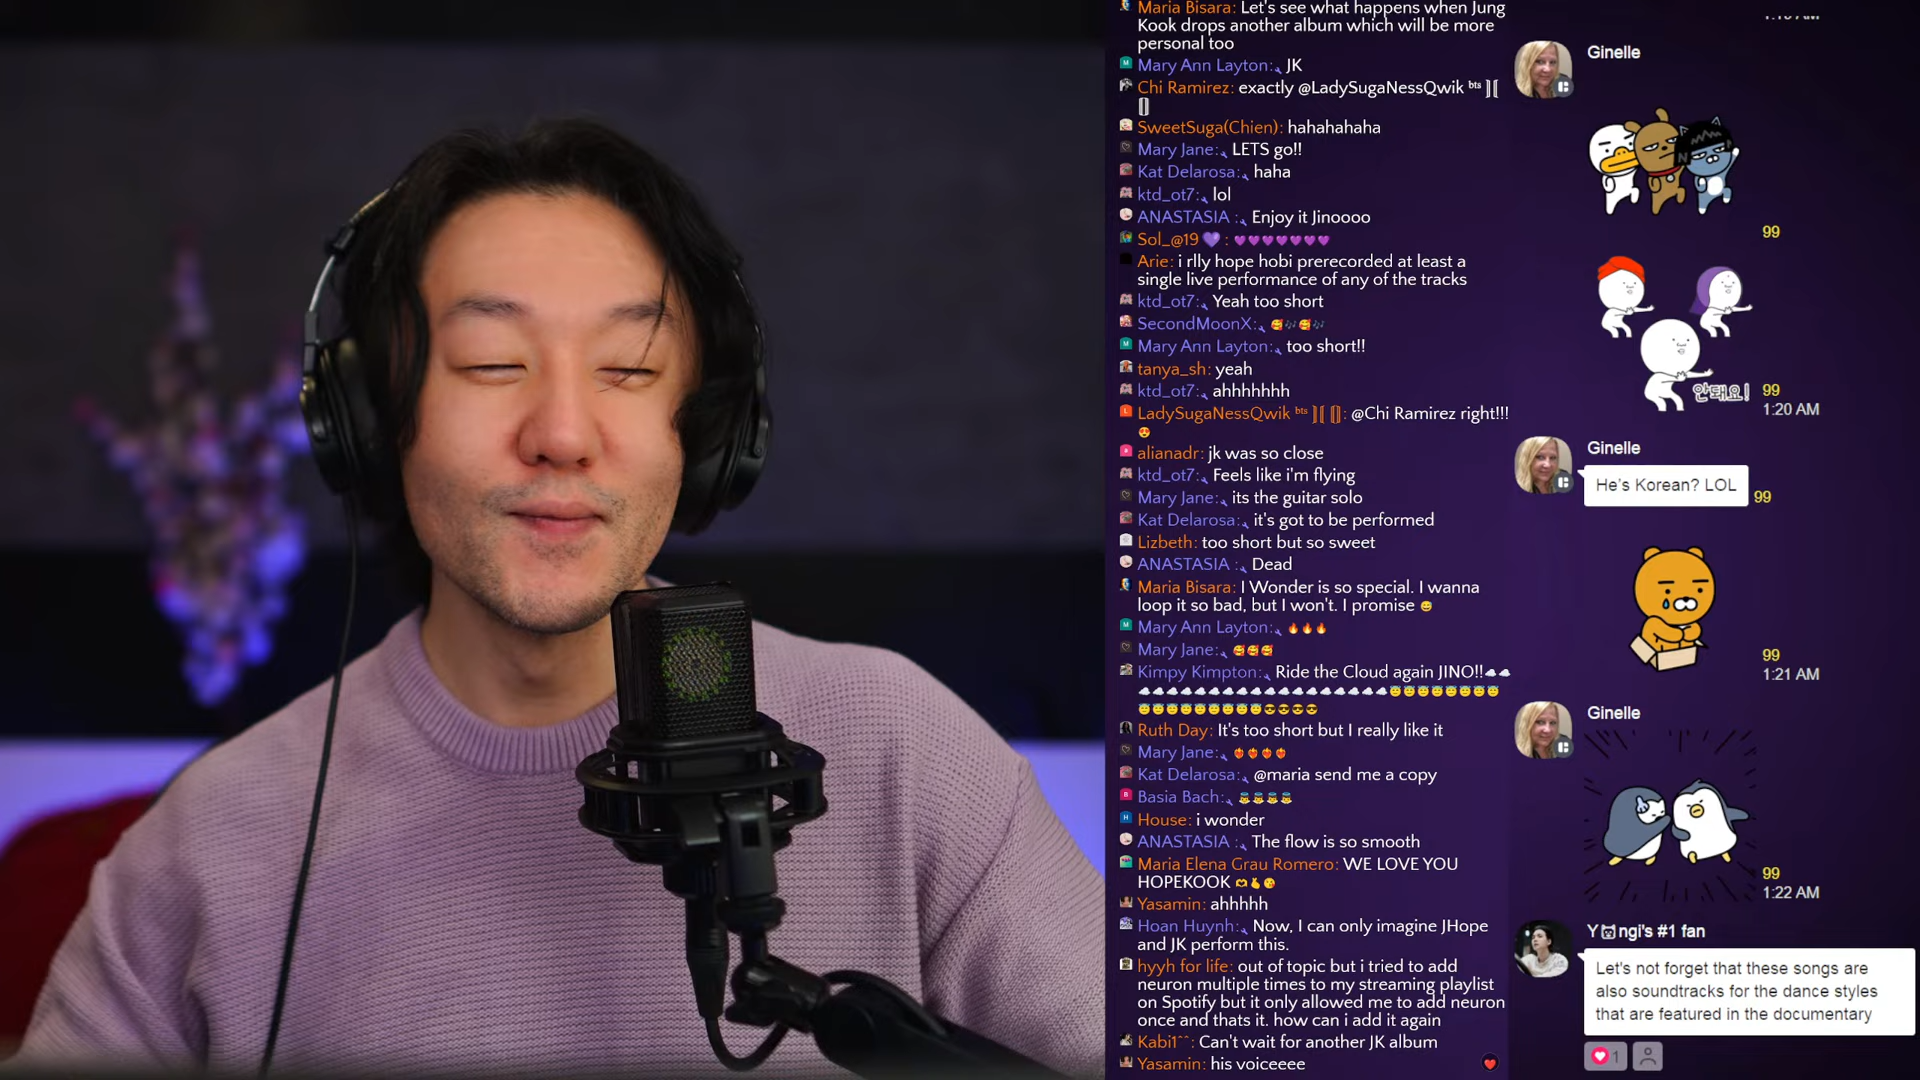 Maria Bisara: Let's see what happens when Jung
Kook drops another album which will be more
personal too
Mary Ann Layton: JK
Chi Ramirez: exactly @LadySugaNessQwik bts
SweetSuga(Chien): hahahahaha
Mary Jane: LETS go!!
Kat Delarosa: haha
ktd_ot7: lol
ANASTASIA : Enjoy it Jinoooo
Sol_@19 💜 : 💜💜💜💜💜💜💜
Arie: i rlly hope hobi prerecorded at least a
single live performance of any of the tracks
ktd_ot7: Yeah too short
SecondMoonX: 🥰🎶🥰🎶
Mary Ann Layton: too short!!
tanya_sh: yeah
ktd_ot7: ahhhhhhh
LadySugaNessQwik bts : @Chi Ramirez right!!!
😍
alianadr: jk was so close
ktd_ot7: Feels like i'm flying
Mary Jane: its the guitar solo
Kat Delarosa: it's got to be performed
Lizbeth: too short but so sweet
ANASTASIA : Dead
Maria Bisara: I Wonder is so special. I wanna
loop it so bad, but I won't. I promise 😅
Mary Ann Layton: 🔥🔥🔥
Mary Jane: 🥰🥰🥰
Kimpy Kimpton: Ride the Cloud again JINO!!☁☁
☁☁☁☁☁☁☁☁☁☁☁☁☁☁☁☁☁☁😇😇😇😇😇😇😇😇
😇😇😇😇😇😇😇😇😇😎😎😎😎
Ruth Day: It's too short but I really like it
Mary Jane: ❤️‍🔥❤️‍🔥❤️‍🔥❤️‍🔥
Kat Delarosa: @maria send me a copy
Basia Bach: 😇😇😇😇
House: i wonder
ANASTASIA : The flow is so smooth
Maria Elena Grau Romero: WE LOVE YOU
HOPEKOOK 🫶🫰😘
Yasamin: ahhhhh
Hoan Huynh: Now, I can only imagine JHope
and JK perform this.
hyyh for life: out of topic but i tried to add
neuron multiple times to my streaming playlist
on Spotify but it only allowed me to add neuron
once and thats it. how can i add it again
Kabi1^^: Can't wait for another JK album
Yasamin: his voiceeee
Ginelle
99
안돼요!
99
1:20 AM
Ginelle
He's Korean? LOL
99
99
1:21 AM
Ginelle
99
1:22 AM
Y🐱ngi's #1 fan
Let's not forget that these songs are
also soundtracks for the dance styles
that are featured in the documentary
1